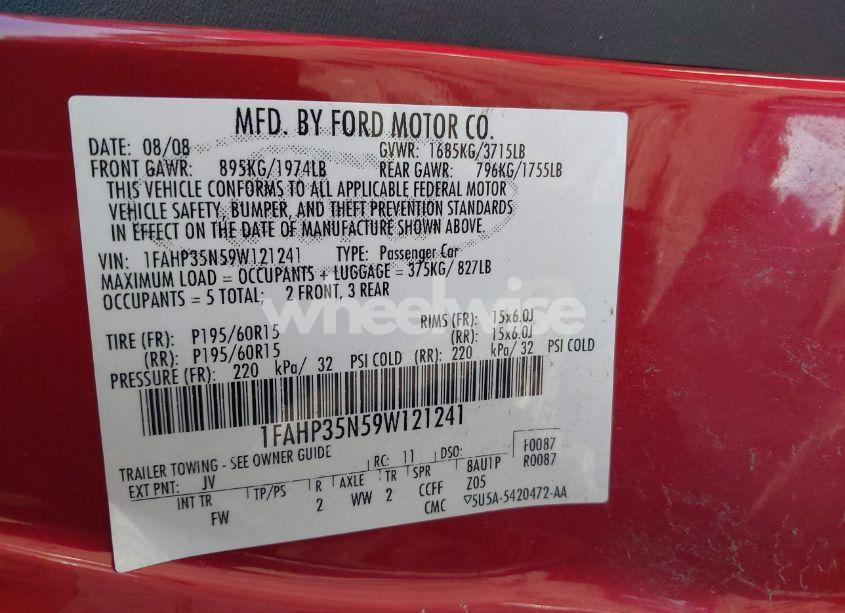 MFD. BY FORD MOTOR CO.
DATE: 08/08 GVWR: 1685KG/3715LB
FRONT GAWR: 895KG/1974LB REAR GAWR: 796KG/1755LB
THIS VEHICLE CONFORMS TO ALL APPLICABLE FEDERAL MOTOR
VEHICLE SAFETY, BUMPER, AND THEFT PREVENTION STANDARDS
IN EFFECT ON THE DATE OF MANUFACTURE SHOWN ABOVE.
VIN: 1FAHP35N59W121241 TYPE: Passenger Car
MAXIMUM LOAD = OCCUPANTS + LUGGAGE = 375KG/ 827LB
OCCUPANTS = 5 TOTAL: 2 FRONT, 3 REAR
wheelwise
TIRE (FR): P195/60R15 RIMS (FR): 15x6.0J
(RR): P195/60R15 (RR): 15x6.0J
PRESSURE (FR): 220 kPa/ 32 PSI COLD (RR): 220 kPa/ 32 PSI COLD
1FAHP35N59W121241
TRAILER TOWING - SEE OWNER GUIDE RC: 11 DSO: F0087
EXT PNT: JV 8AU1P R0087
INT TR TP/PS R AXLE TR SPR Z05
FW 2 WW 2 CCFF
CMC ▽5U5A-5420472-AA